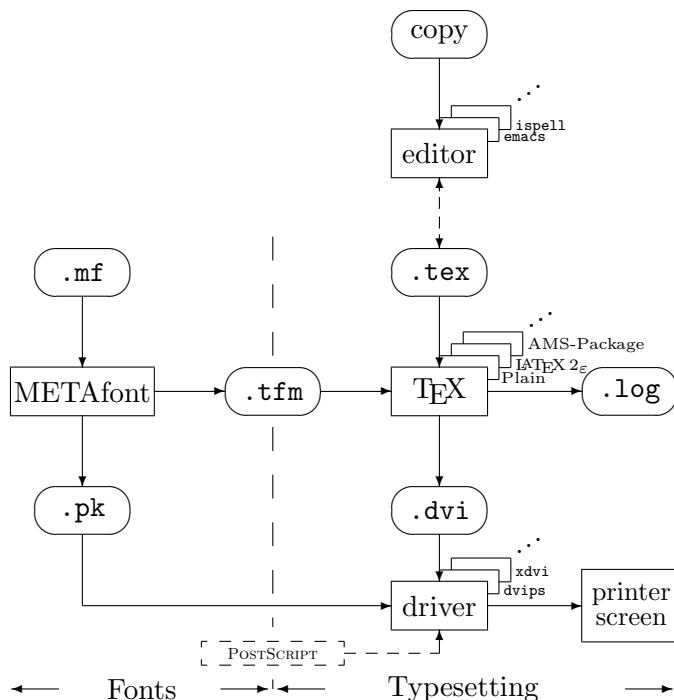 copy
ispell
emacs
editor
.mf
.tex
AMS-Package
LATEX 2ε
Plain
METAfont
.tfm
TEX
.log
.pk
.dvi
xdvi
dvips
driver
printer
screen
POSTSCRIPT
Fonts
Typesetting